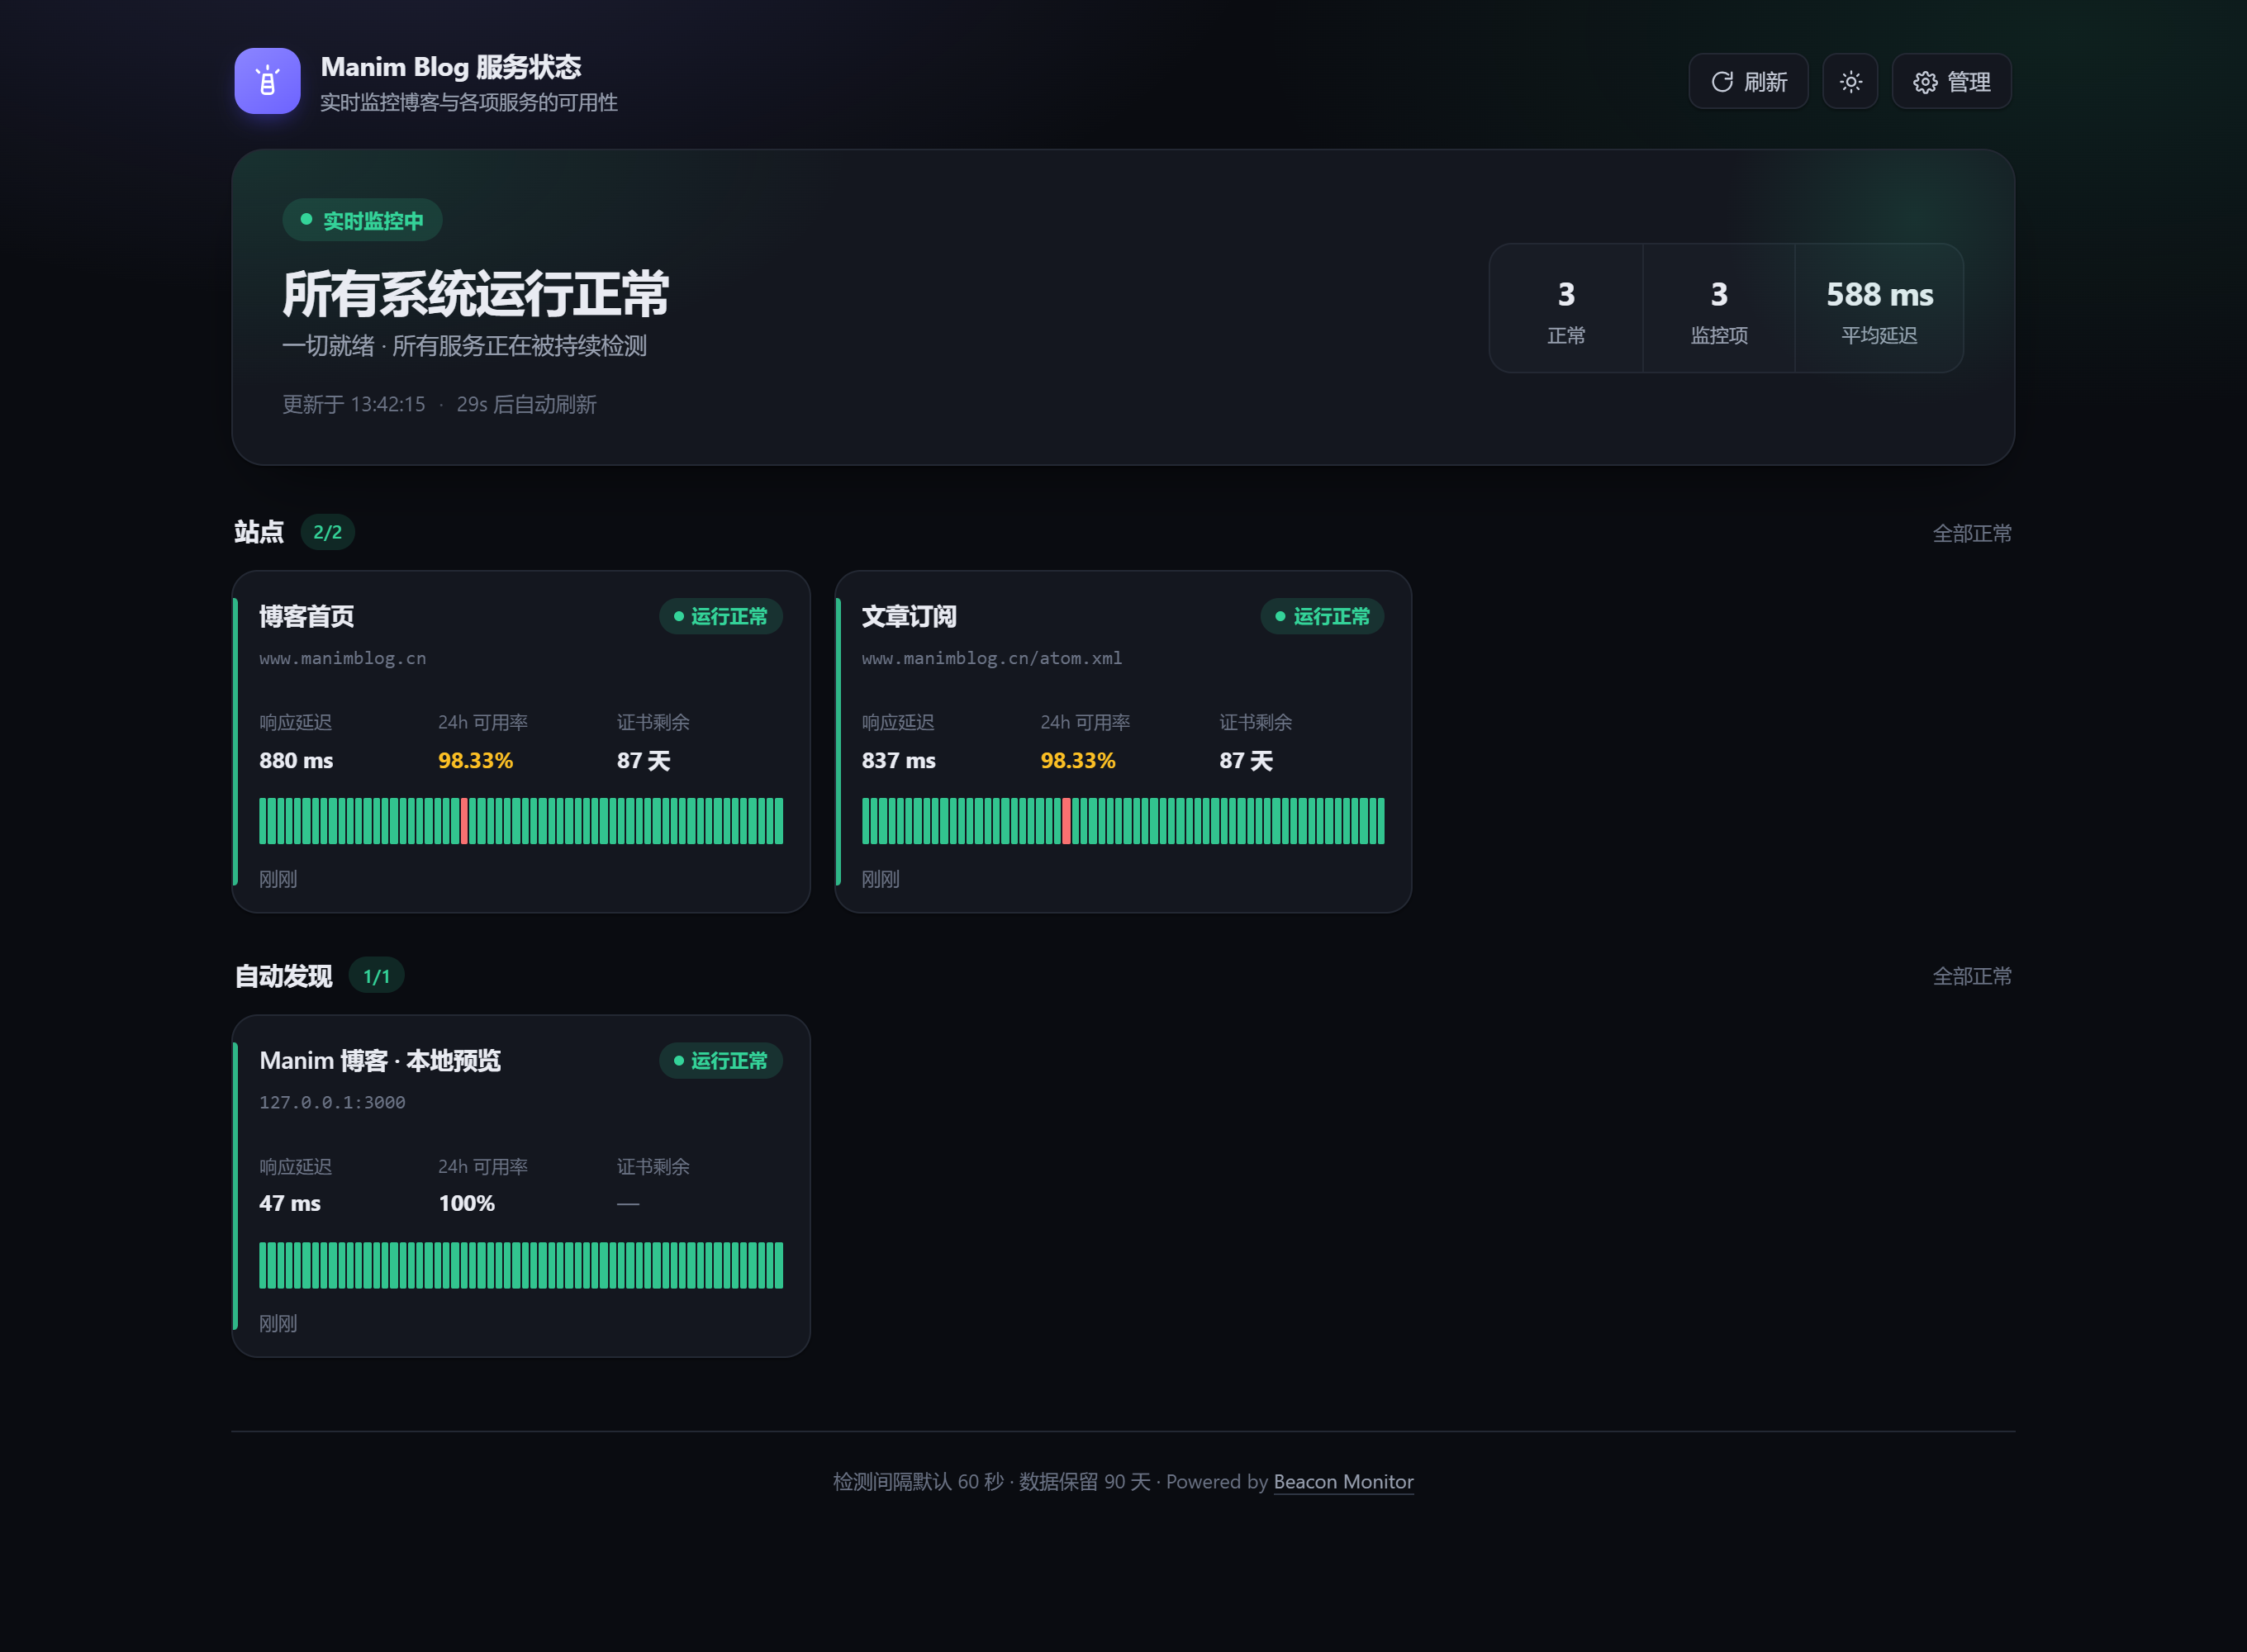 Manim Blog 服务状态
实时监控博客与各项服务的可用性
刷新
管理
实时监控中
所有系统运行正常
一切就绪 · 所有服务正在被持续检测
更新于 13:42:15 · 29s 后自动刷新
3
正常
3
监控项
588 ms
平均延迟
站点 2/2
全部正常
博客首页
运行正常
www.manimblog.cn
响应延迟 24h 可用率 证书剩余
880 ms 98.33% 87 天
刚刚
文章订阅
运行正常
www.manimblog.cn/atom.xml
响应延迟 24h 可用率 证书剩余
837 ms 98.33% 87 天
刚刚
自动发现 1/1
全部正常
Manim 博客 · 本地预览
运行正常
127.0.0.1:3000
响应延迟 24h 可用率 证书剩余
47 ms 100% —
刚刚
检测间隔默认 60 秒 · 数据保留 90 天 · Powered by Beacon Monitor